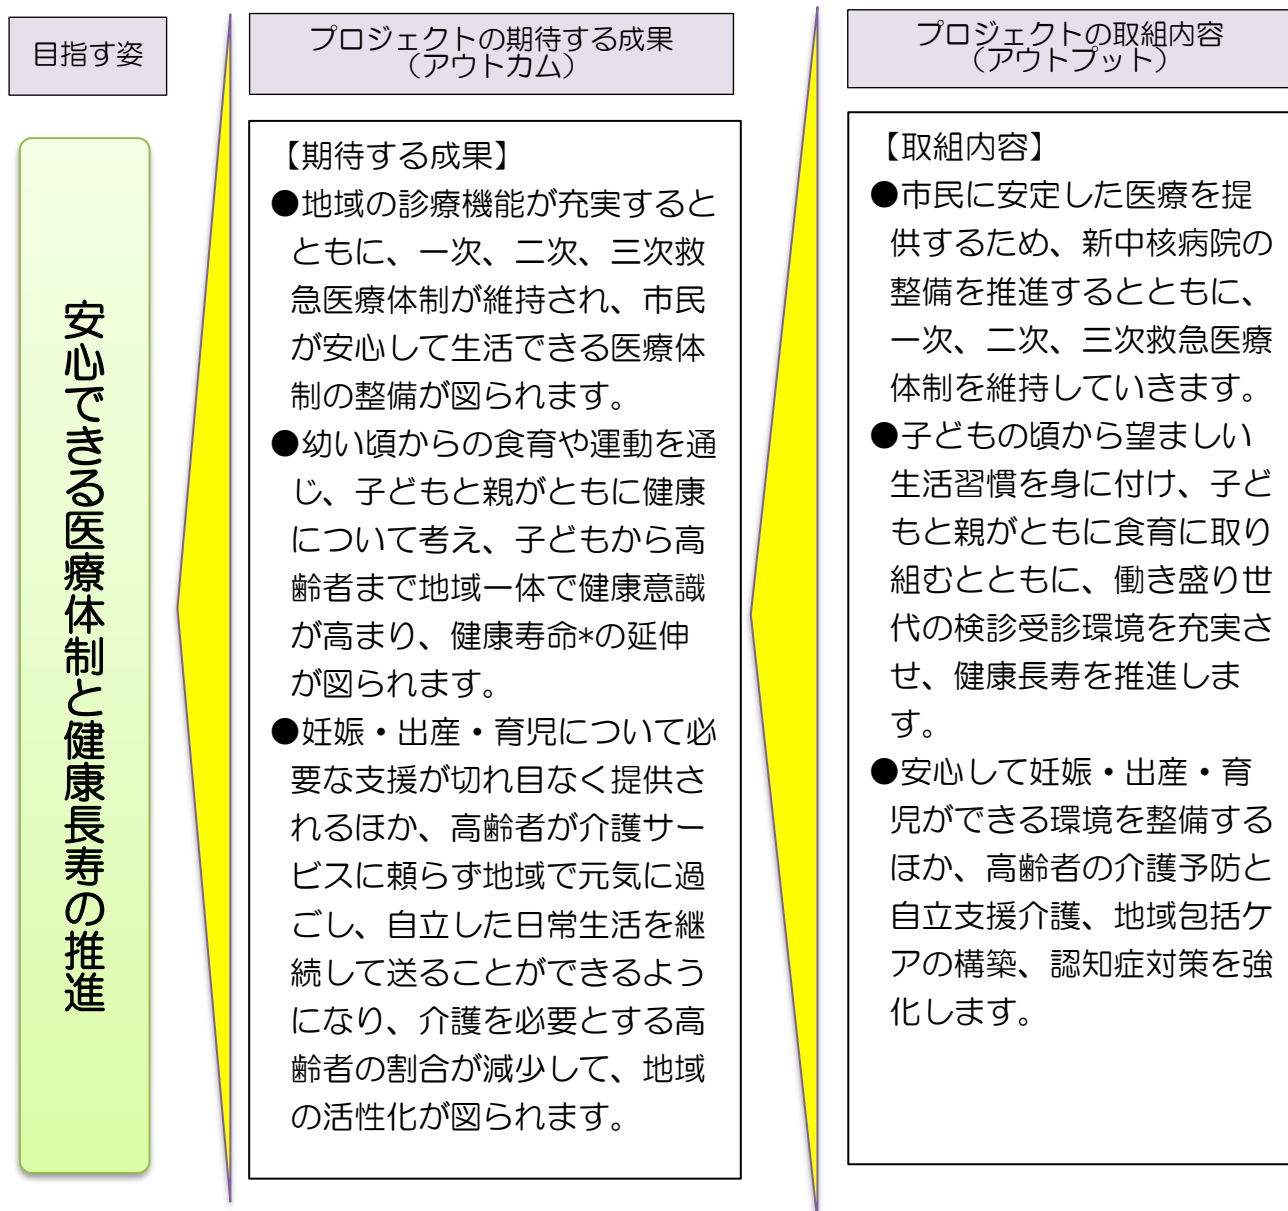 目指す姿
安心できる医療体制と健康長寿の推進
プロジェクトの期待する成果
（アウトカム）
【期待する成果】
●地域の診療機能が充実すると
ともに、一次、二次、三次救
急医療体制が維持され、市民
が安心して生活できる医療体
制の整備が図られます。
●幼い頃からの食育や運動を通
じ、子どもと親がともに健康
について考え、子どもから高
齢者まで地域一体で健康意識
が高まり、健康寿命*の延伸
が図られます。
●妊娠・出産・育児について必
要な支援が切れ目なく提供さ
れるほか、高齢者が介護サー
ビスに頼らず地域で元気に過
ごし、自立した日常生活を継
続して送ることができるよう
になり、介護を必要とする高
齢者の割合が減少して、地域
の活性化が図られます。
プロジェクトの取組内容
（アウトプット）
【取組内容】
●市民に安定した医療を提
供するため、新中核病院の
整備を推進するとともに、
一次、二次、三次救急医療
体制を維持していきます。
●子どもの頃から望ましい
生活習慣を身に付け、子ど
もと親がともに食育に取り
組むとともに、働き盛り世
代の検診受診環境を充実さ
せ、健康長寿を推進しま
す。
●安心して妊娠・出産・育
児ができる環境を整備する
ほか、高齢者の介護予防と
自立支援介護、地域包括ケ
アの構築、認知症対策を強
化します。